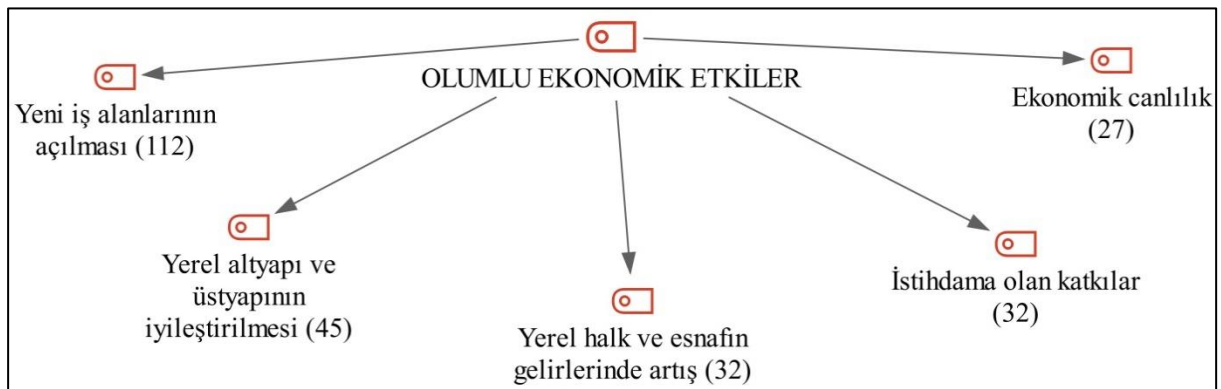 OLUMLU EKONOMİK ETKİLER
Yeni iş alanlarının
açılması (112)
Yerel altyapı ve
üstyapının
iyileştirilmesi (45)
Yerel halk ve esnafın
gelirlerinde artış (32)
İstihdama olan katkılar
(32)
Ekonomik canlılık
(27)